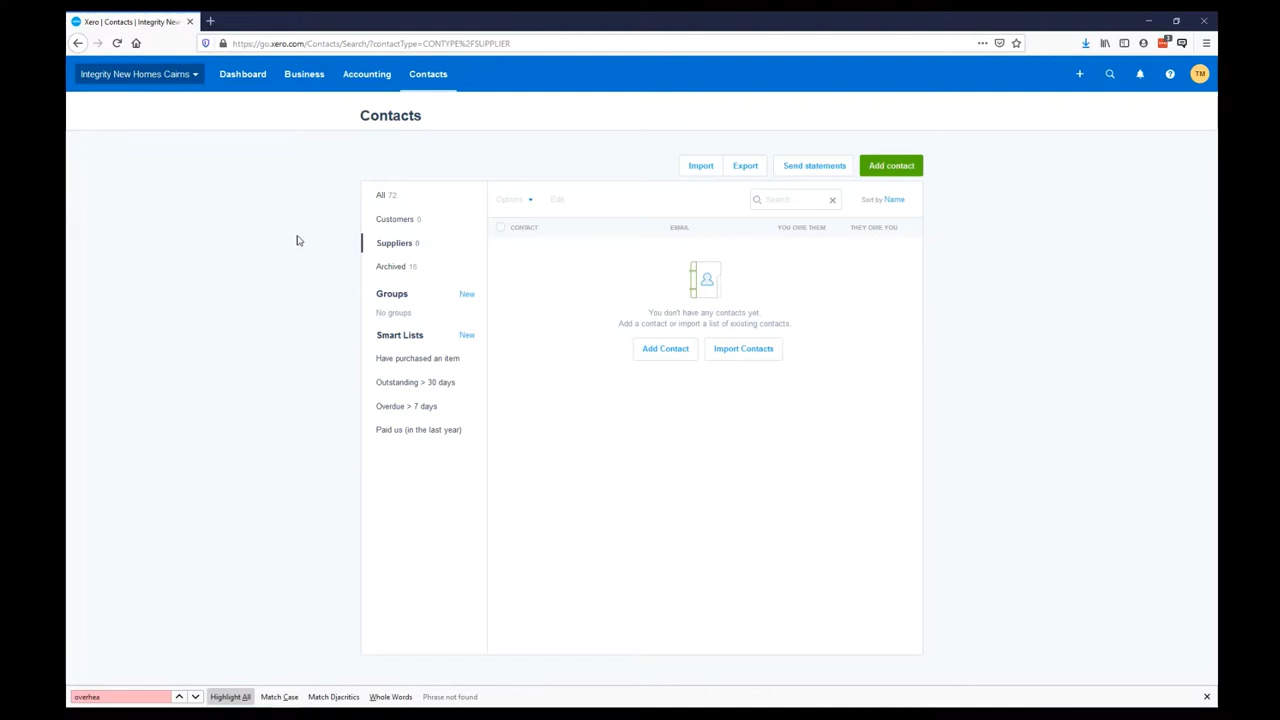 Xero | Contacts | Integrity New
https://go.xero.com/Contacts/Search/?contactType=CONTYPE%2FSUPPLIER
Integrity New Homes Cairns
Dashboard
Business
Accounting
Contacts
TM
Contacts
Import
Export
Send statements
Add contact
All 72
Customers 0
Suppliers 0
Archived 16
Groups
New
No groups
Smart Lists
New
Have purchased an item
Outstanding > 30 days
Overdue > 7 days
Paid us (in the last year)
Options
Edit
Search
Sort by Name
CONTACT
EMAIL
YOU OWE THEM
THEY OWE YOU
You don't have any contacts yet.
Add a contact or import a list of existing contacts.
Add Contact
Import Contacts
overhea
Highlight All
Match Case
Match Diacritics
Whole Words
Phrase not found